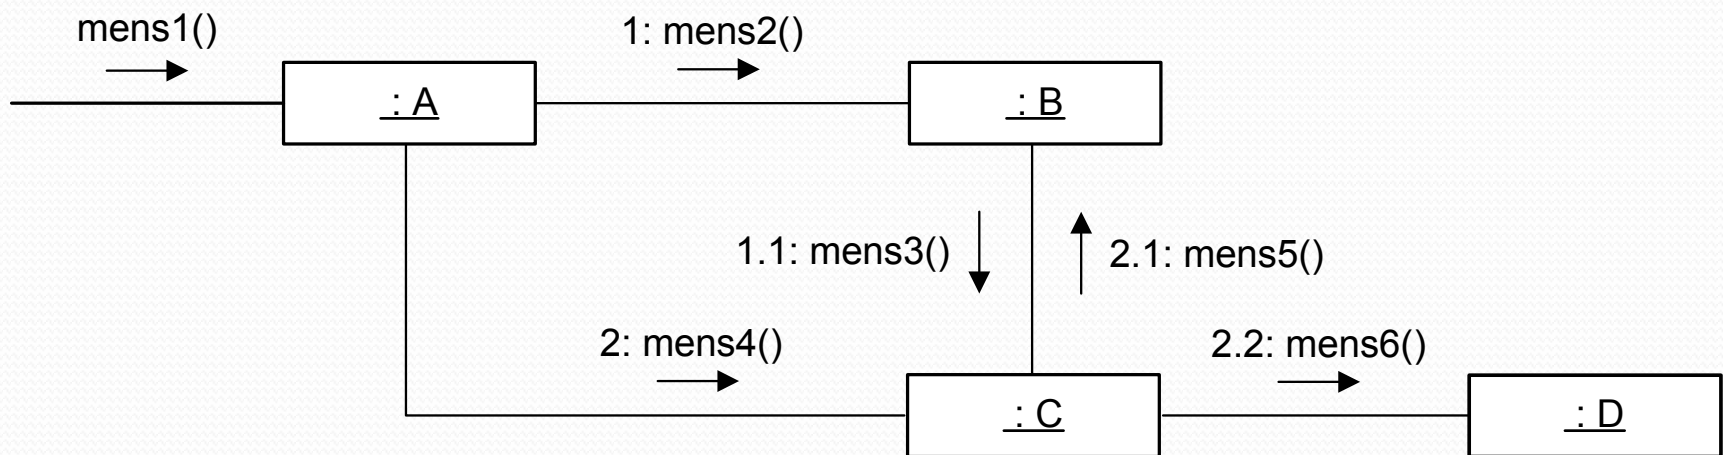 mens1()
1: mens2()
: A
: B
1.1: mens3()
2.1: mens5()
2: mens4()
2.2: mens6()
: C
: D